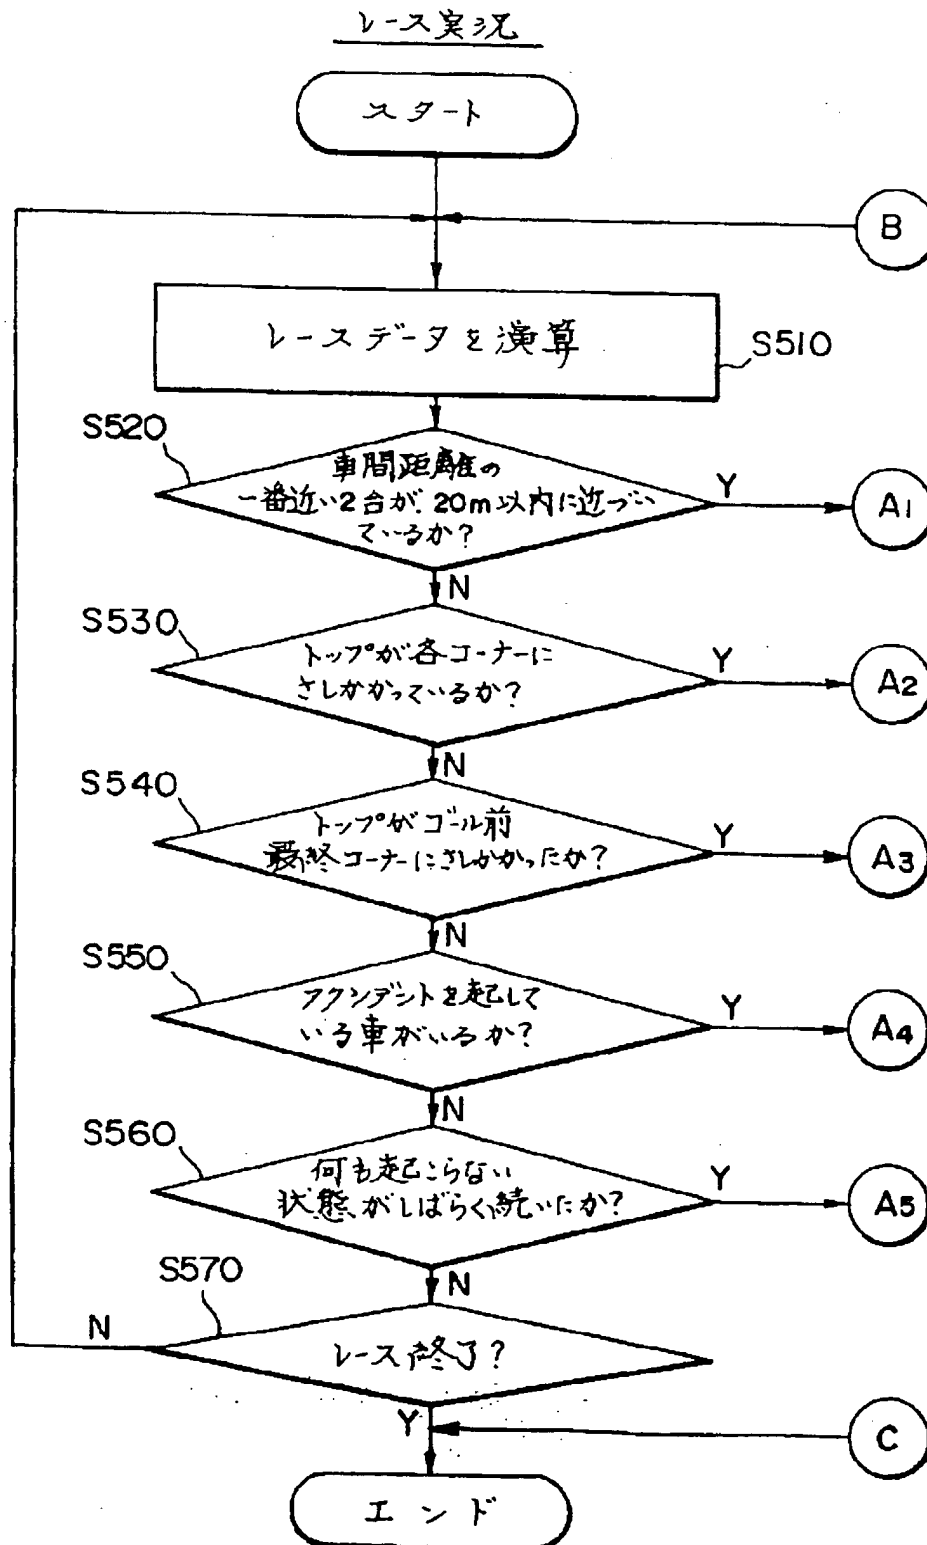 レース実況
スタート
B
レースデータを演算
S510
S520
車間距離の
一番近い2台が、20m以内に近づい
ているか?
Y
A1
N
S530
トップが各コーナーに
さしかかっているか?
Y
A2
N
S540
トップがゴール前
最終コーナーにさしかかったか?
Y
A3
N
S550
アクシデントを起して
いる車がいるか?
Y
A4
N
S560
何も起こらない
状態がしばらく続いたか?
Y
A5
N
S570
N
レース終了?
Y
C
エンド